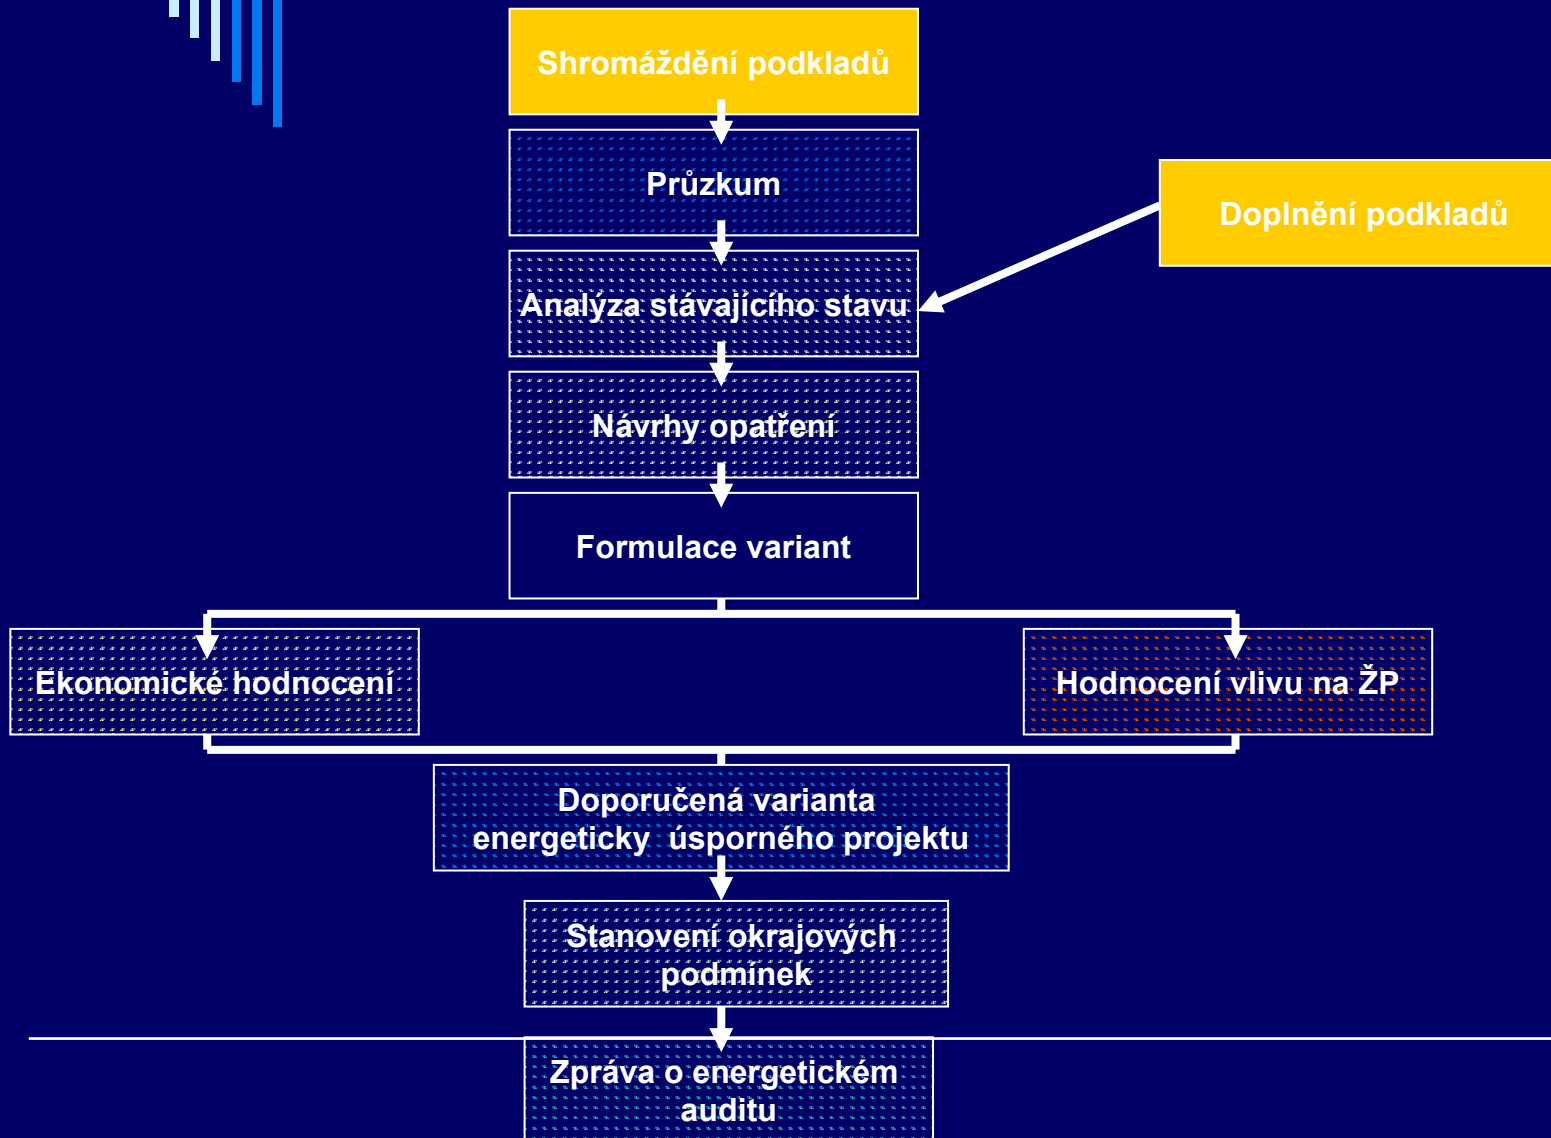 Shromáždění podkladů
Průzkum
Doplnění podkladů
Analýza stávajícího stavu
Návrhy opatření
Formulace variant
Ekonomické hodnocení
Hodnocení vlivu na ŽP
Doporučená varianta
energeticky úsporného projektu
Stanovení okrajových
podmínek
Zpráva o energetickém
auditu